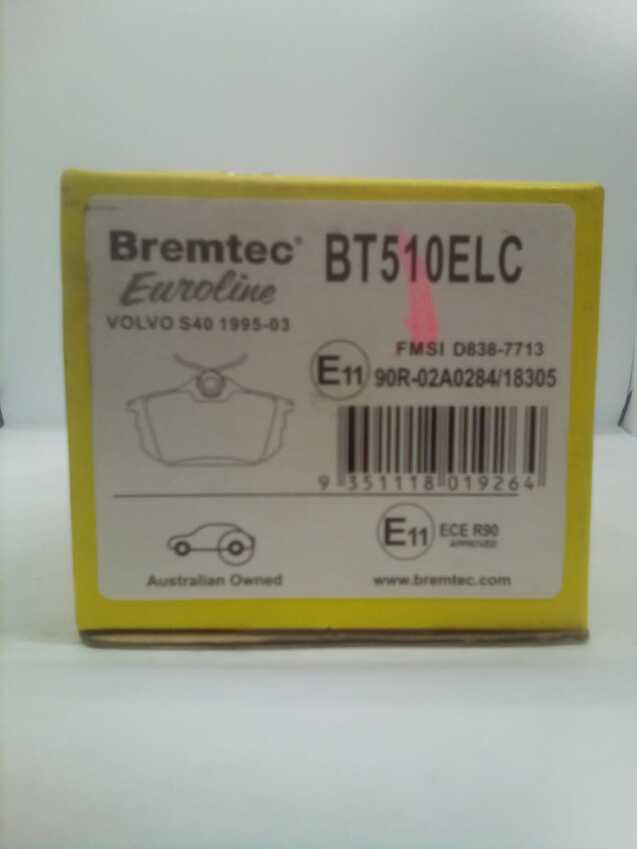 Bremtec®
Euroline
VOLVO S40 1995-03
BT510ELC
FMSI D838-7713
E11 90R-02A0284/18305
9 351118 019264
Australian Owned
E11 ECE R90
APPROVED
www.bremtec.com